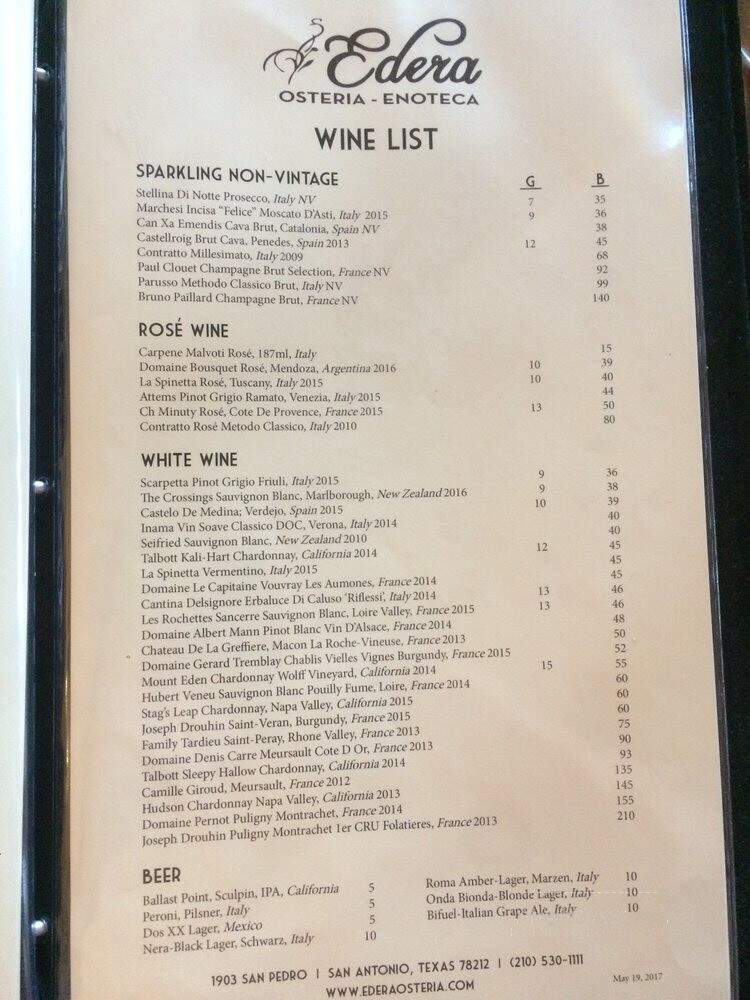 Edera
OSTERIA - ENOTECA
WINE LIST
SPARKLING NON-VINTAGE G B
Stellina Di Notte Prosecco, Italy NV 7 35
Marchesi Incisa "Felice" Moscato D'Asti, Italy 2015 9 36
Can Xa Emendis Cava Brut, Catalonia, Spain NV 38
Castellroig Brut Cava, Penedes, Spain 2013 12 45
Contratto Millesimato, Italy 2009 68
Paul Clouet Champagne Brut Selection, France NV 92
Parusso Methodo Classico Brut, Italy NV 99
Bruno Paillard Champagne Brut, France NV 140
ROSÉ WINE
Carpene Malvoti Rosé, 187ml, Italy 15
Domaine Bousquet Rosé, Mendoza, Argentina 2016 10 39
La Spinetta Rosé, Tuscany, Italy 2015 10 40
Attems Pinot Grigio Ramato, Venezia, Italy 2015 44
Ch Minuty Rosé, Cote De Provence, France 2015 13 50
Contratto Rosé Metodo Classico, Italy 2010 80
WHITE WINE
Scarpetta Pinot Grigio Friuli, Italy 2015 9 36
The Crossings Sauvignon Blanc, Marlborough, New Zealand 2016 9 38
Castelo De Medina; Verdejo, Spain 2015 10 39
Inama Vin Soave Classico DOC, Verona, Italy 2014 40
Seifried Sauvignon Blanc, New Zealand 2010 40
Talbott Kali-Hart Chardonnay, California 2014 12 45
La Spinetta Vermentino, Italy 2015 45
Domaine Le Capitaine Vouvray Les Aumones, France 2014 45
Cantina Delsignore Erbaluce Di Caluso 'Riflessi', Italy 2014 13 46
Les Rochettes Sancerre Sauvignon Blanc, Loire Valley, France 2015 13 46
Domaine Albert Mann Pinot Blanc Vin D'Alsace, France 2014 48
Chateau De La Greffiere, Macon La Roche-Vineuse, France 2013 50
Domaine Gerard Tremblay Chablis Vielles Vignes Burgundy, France 2015 52
Mount Eden Chardonnay Wolff Vineyard, California 2014 15 55
Hubert Veneu Sauvignon Blanc Pouilly Fume, Loire, France 2014 60
Stag's Leap Chardonnay, Napa Valley, California 2015 60
Joseph Drouhin Saint-Veran, Burgundy, France 2015 60
Family Tardieu Saint-Peray, Rhone Valley, France 2013 75
Domaine Denis Carre Meursault Cote D Or, France 2013 90
Talbott Sleepy Hallow Chardonnay, California 2014 93
Camille Giroud, Meursault, France 2012 135
Hudson Chardonnay Napa Valley, California 2013 145
Domaine Pernot Puligny Montrachet, France 2014 155
Joseph Drouhin Puligny Montrachet 1er CRU Folatieres, France 2013 210
BEER
Ballast Point, Sculpin, IPA, California 5
Peroni, Pilsner, Italy 5
Dos XX Lager, Mexico 5
Nera-Black Lager, Schwarz, Italy 10
Roma Amber-Lager, Marzen, Italy 10
Onda Bionda-Blonde Lager, Italy 10
Bifuel-Italian Grape Ale, Italy 10
1903 SAN PEDRO | SAN ANTONIO, TEXAS 78212 | (210) 530-1111
WWW.EDERAOSTERIA.COM
May 19, 2017